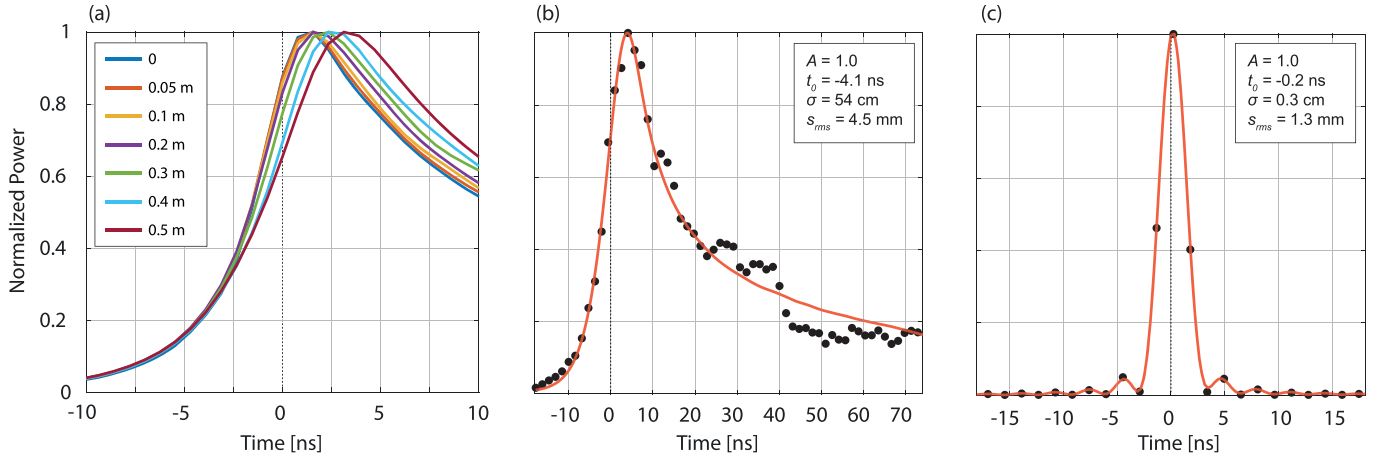 (a)
(b)
(c)
Normalized Power
1
0.8
0.6
0.4
0.2
0
0
0.05 m
0.1 m
0.2 m
0.3 m
0.4 m
0.5 m
-10
-5
0
5
10
Time [ns]
A = 1.0
t0 = -4.1 ns
σ = 54 cm
srms = 4.5 mm
-10
0
10
20
30
40
50
60
70
Time [ns]
A = 1.0
t0 = -0.2 ns
σ = 0.3 cm
srms = 1.3 mm
-15
-10
-5
0
5
10
15
Time [ns]